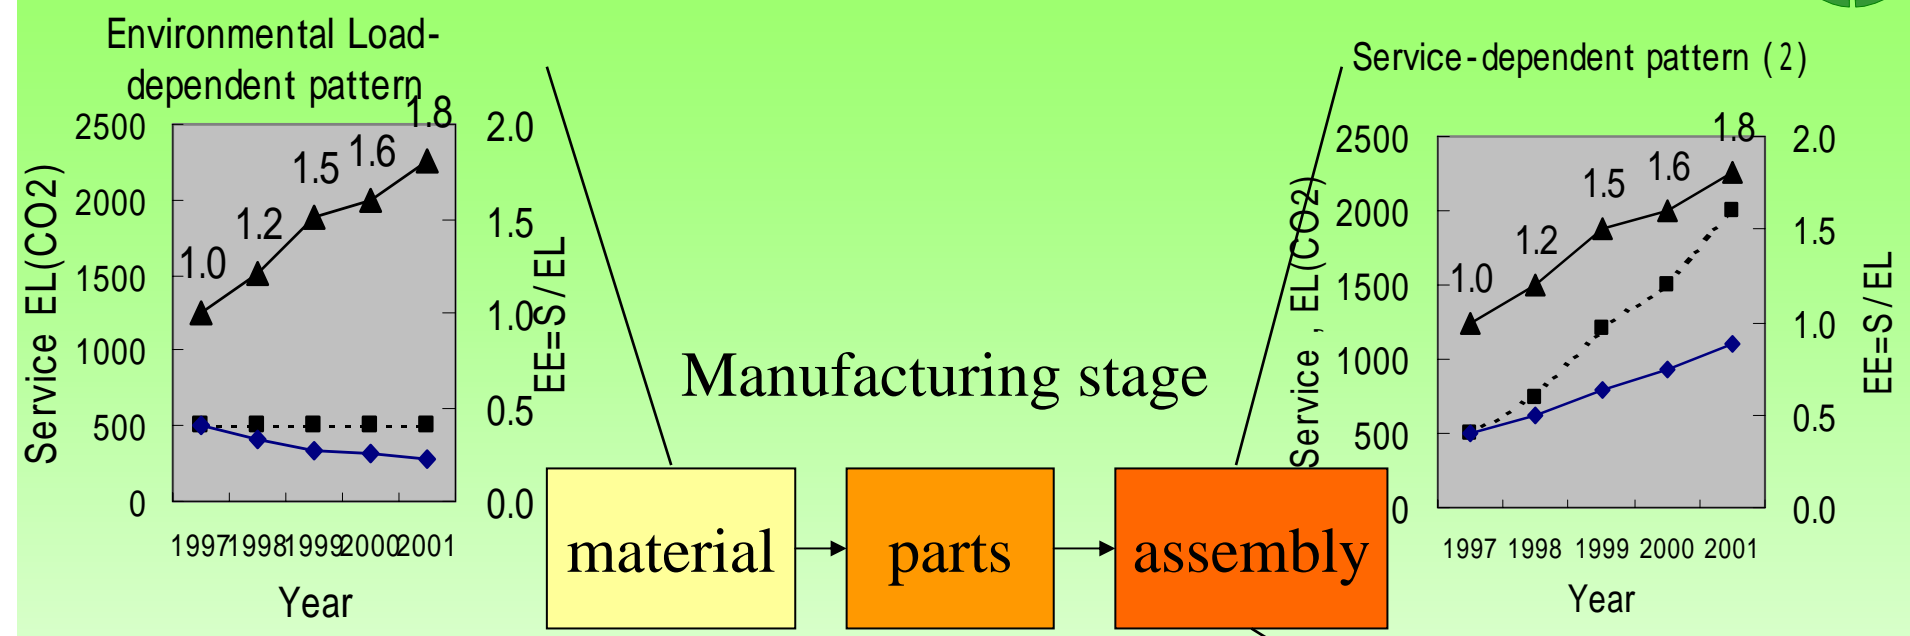 Environmental Load-
dependent pattern
2500
2000
1500
1000
500
0
Service EL(CO2)
1.0
1.2
1.5
1.6
1.8
2.0
1.5
1.0
0.5
0.0
EE=S/EL
1997 1998 1999 2000 2001
Year
Manufacturing stage
material
parts
assembly
Service-dependent pattern (2)
2500
2000
1500
1000
500
0
Service , EL(CO2)
1.0
1.2
1.5
1.6
1.8
2.0
1.5
1.0
0.5
0.0
EE=S/EL
1997 1998 1999 2000 2001
Year